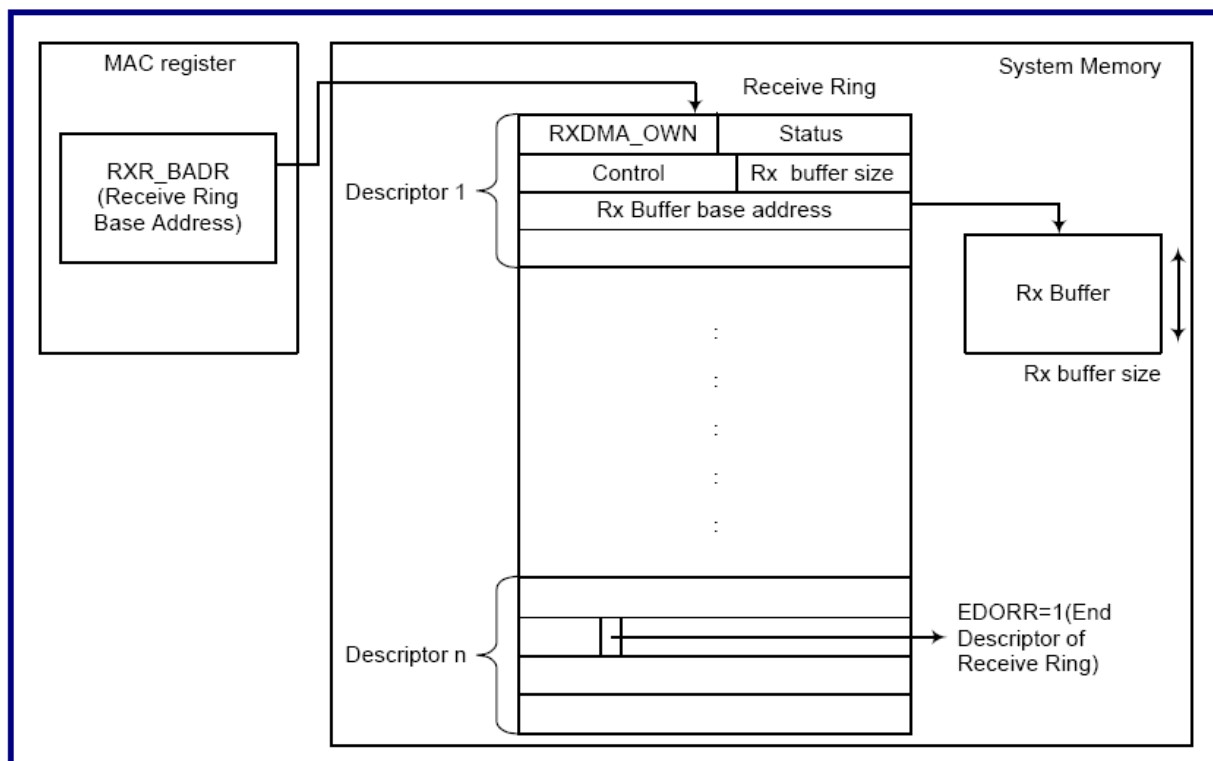 MAC register
System Memory
Receive Ring
RXR_BADR
(Receive Ring
Base Address)
RXDMA_OWN
Status
Control
Rx buffer size
Descriptor 1
Rx Buffer base address
Rx Buffer
Rx buffer size
:
:
:
:
:
Descriptor n
EDORR=1(End
Descriptor of
Receive Ring)